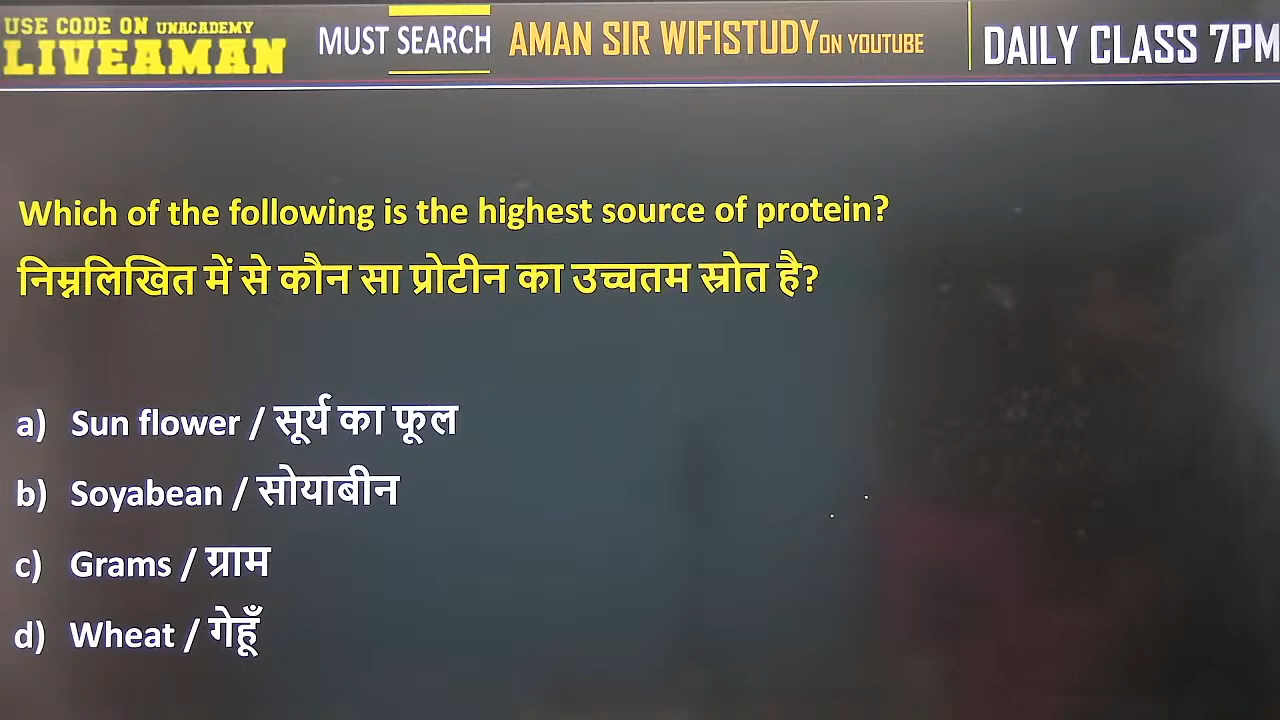 USE CODE ON UNACADEMY
LIVEAMAN
MUST SEARCH
AMAN SIR WIFISTUDY ON YOUTUBE
DAILY CLASS 7PM
Which of the following is the highest source of protein?
निम्नलिखित में से कौन सा प्रोटीन का उच्चतम स्रोत है?
a) Sun flower / सूर्य का फूल
b) Soyabean / सोयाबीन
c) Grams / ग्राम
d) Wheat / गेहूँ